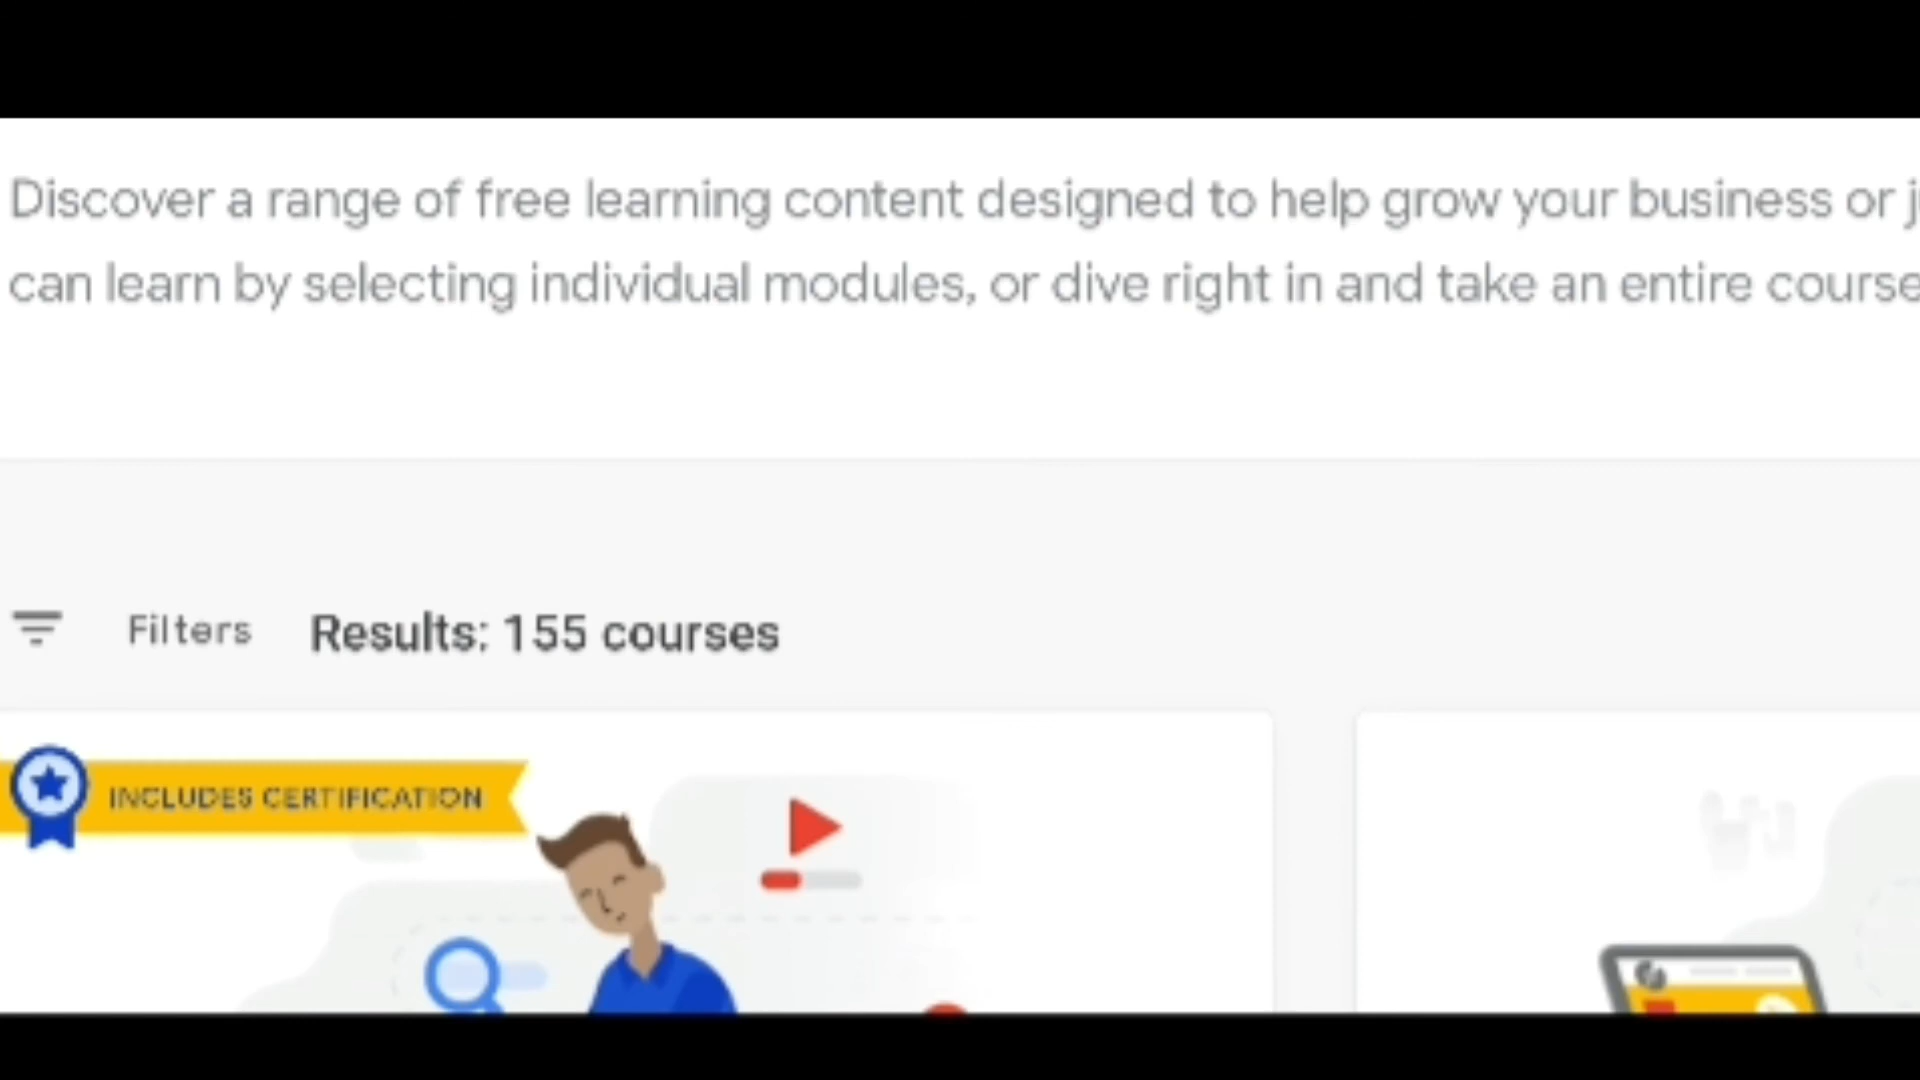 Discover a range of free learning content designed to help grow your business or
can learn by selecting individual modules, or dive right in and take an entire course
Filters
Results: 155 courses
INCLUDES CERTIFICATION